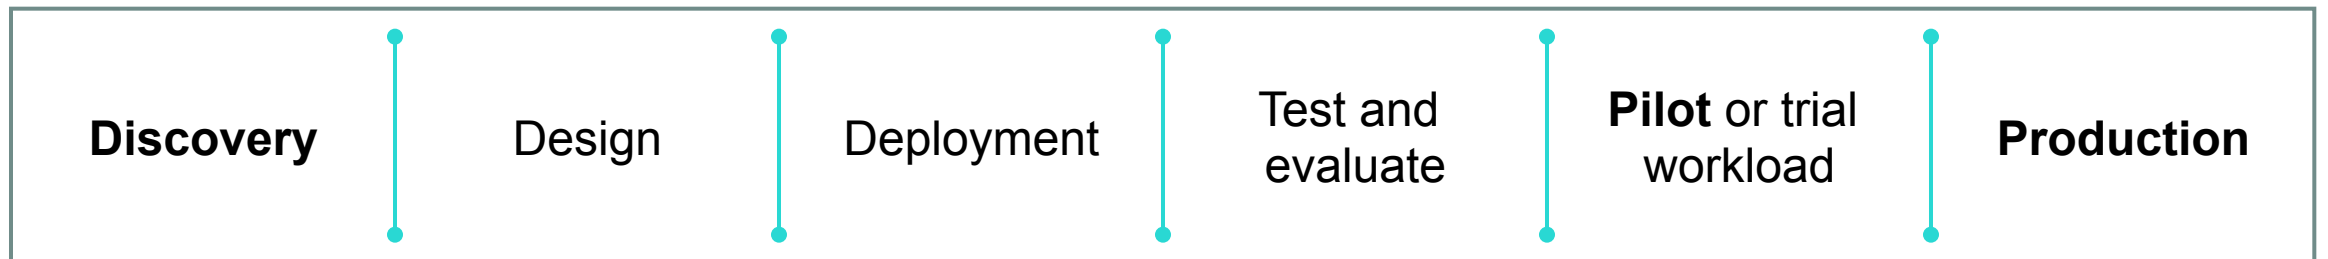 Discovery
Design
Deployment
Test and
evaluate
Pilot or trial
workload
Production